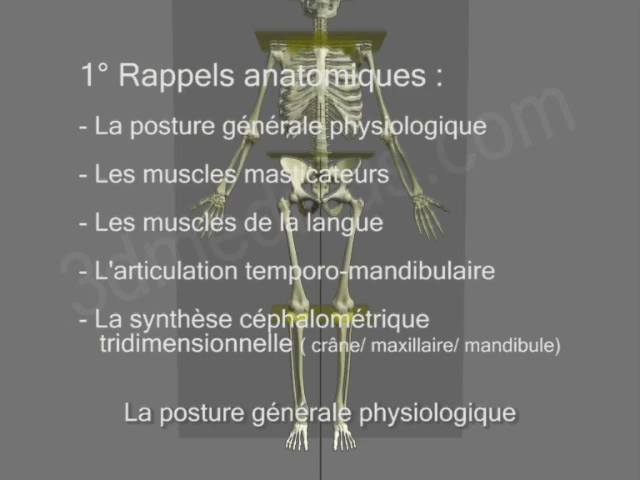 1° Rappels anatomiques :
- La posture générale physiologique
- Les muscles masticateurs
- Les muscles de la langue
- L'articulation temporo-mandibulaire
- La synthèse céphalométrique
tridimensionnelle ( crâne/ maxillaire/ mandibule)
La posture générale physiologique